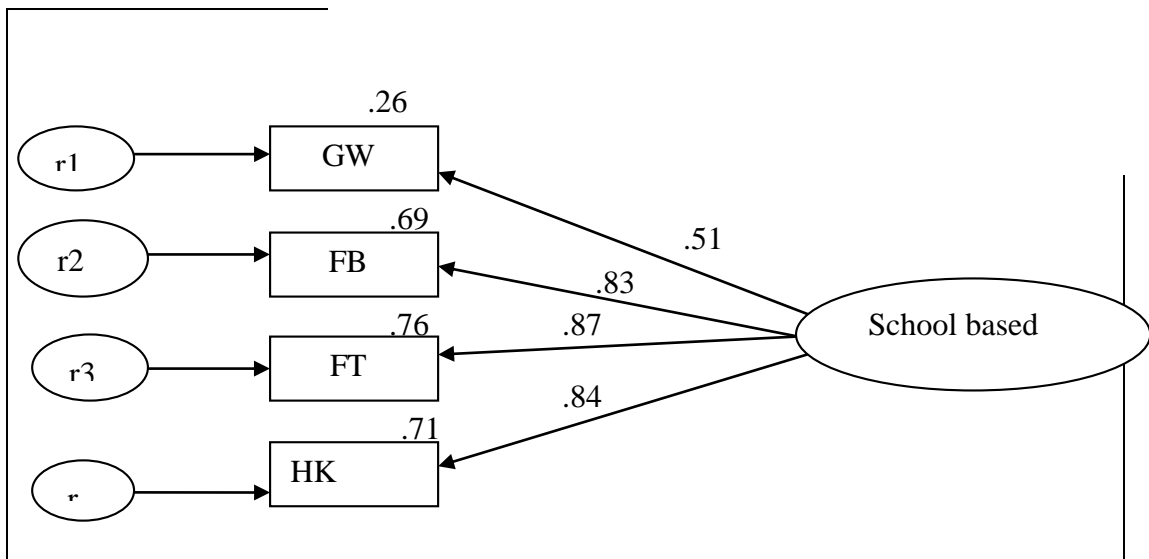 .26
r1
GW
.69
.51
r2
FB
.83
School based
.76
.87
r3
FT
.84
.71
HK
r